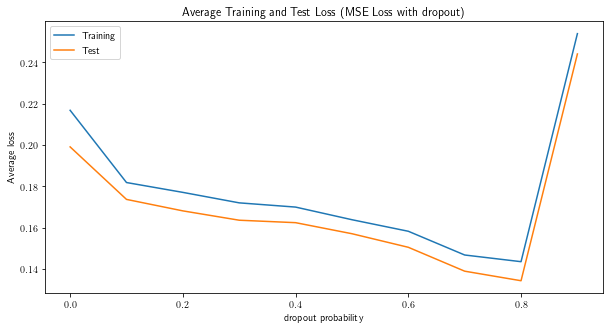 Average Training and Test Loss (MSE Loss with dropout)
Training
Test
Average loss
0.24
0.22
0.20
0.18
0.16
0.14
0.0 0.2 0.4 0.6 0.8
dropout probability